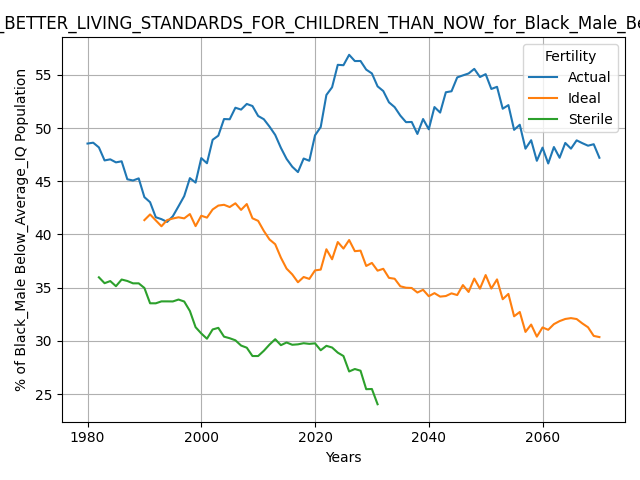 _BETTER_LIVING_STANDARDS_FOR_CHILDREN_THAN_NOW_for_Black_Male_Be
Fertility
Actual
Ideal
Sterile
% of Black_Male Below_Average_IQ Population
55
50
45
40
35
30
25
1980
2000
2020
2040
2060
Years